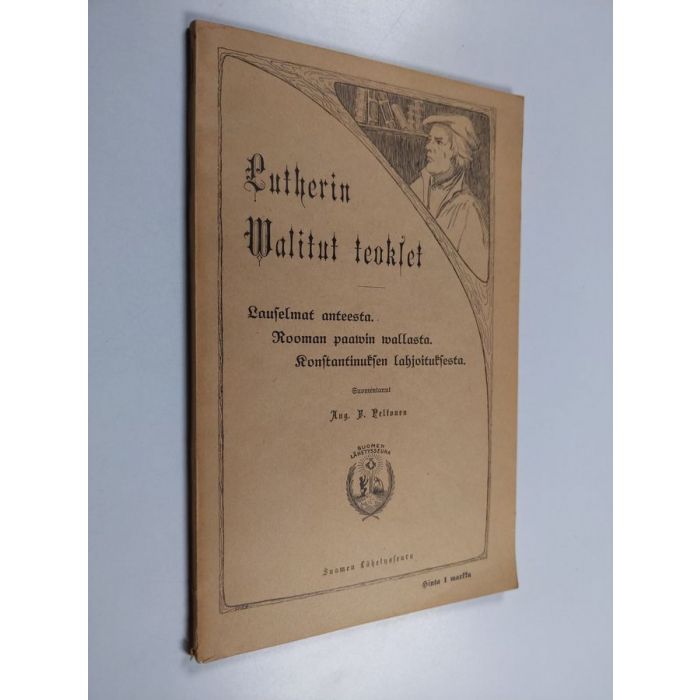 Lutherin
Walitut teokset
Lauselmat anteesta.
Rooman paawin wallasta.
Konstantinuksen lahjoituksesta.
Suomentanut
Aug. F. Peltonen
SUOMEN
LÄHETYSSEURA
Suomen Lähetysseura
Hinta 1 markka